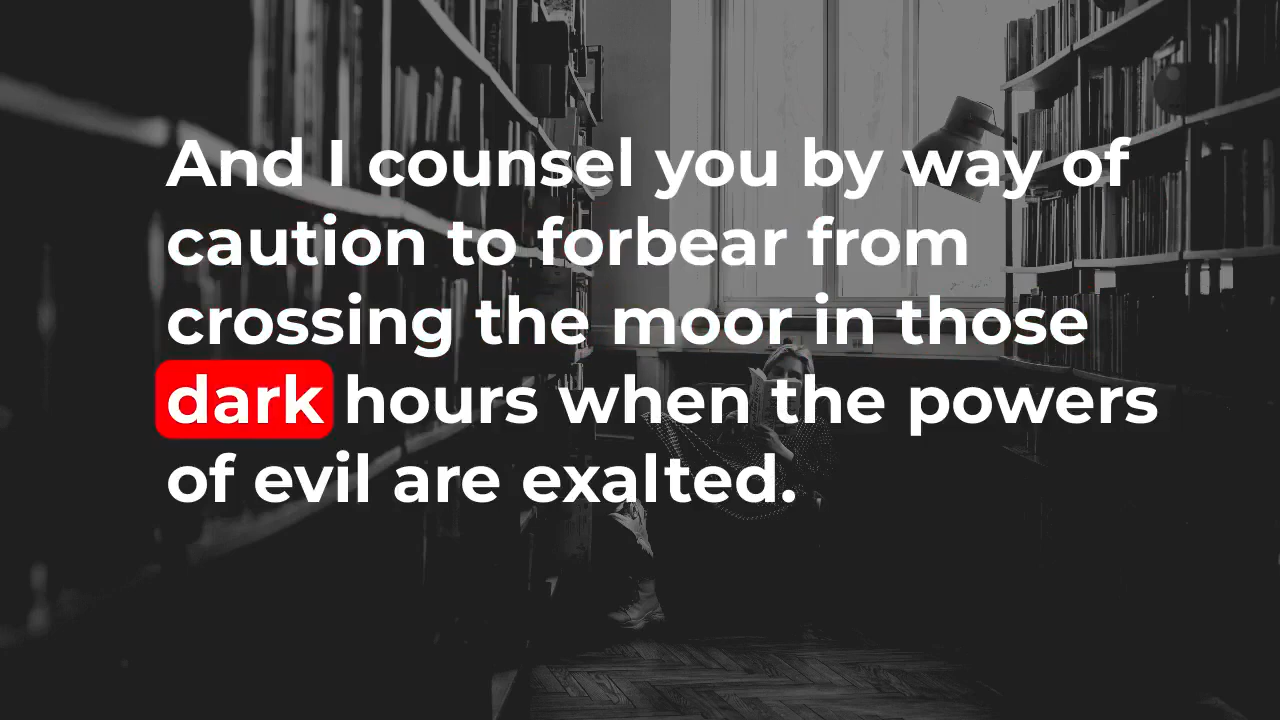 And I counsel you by way of
caution to forbear from
crossing the moor in those
dark hours when the powers
of evil are exalted.